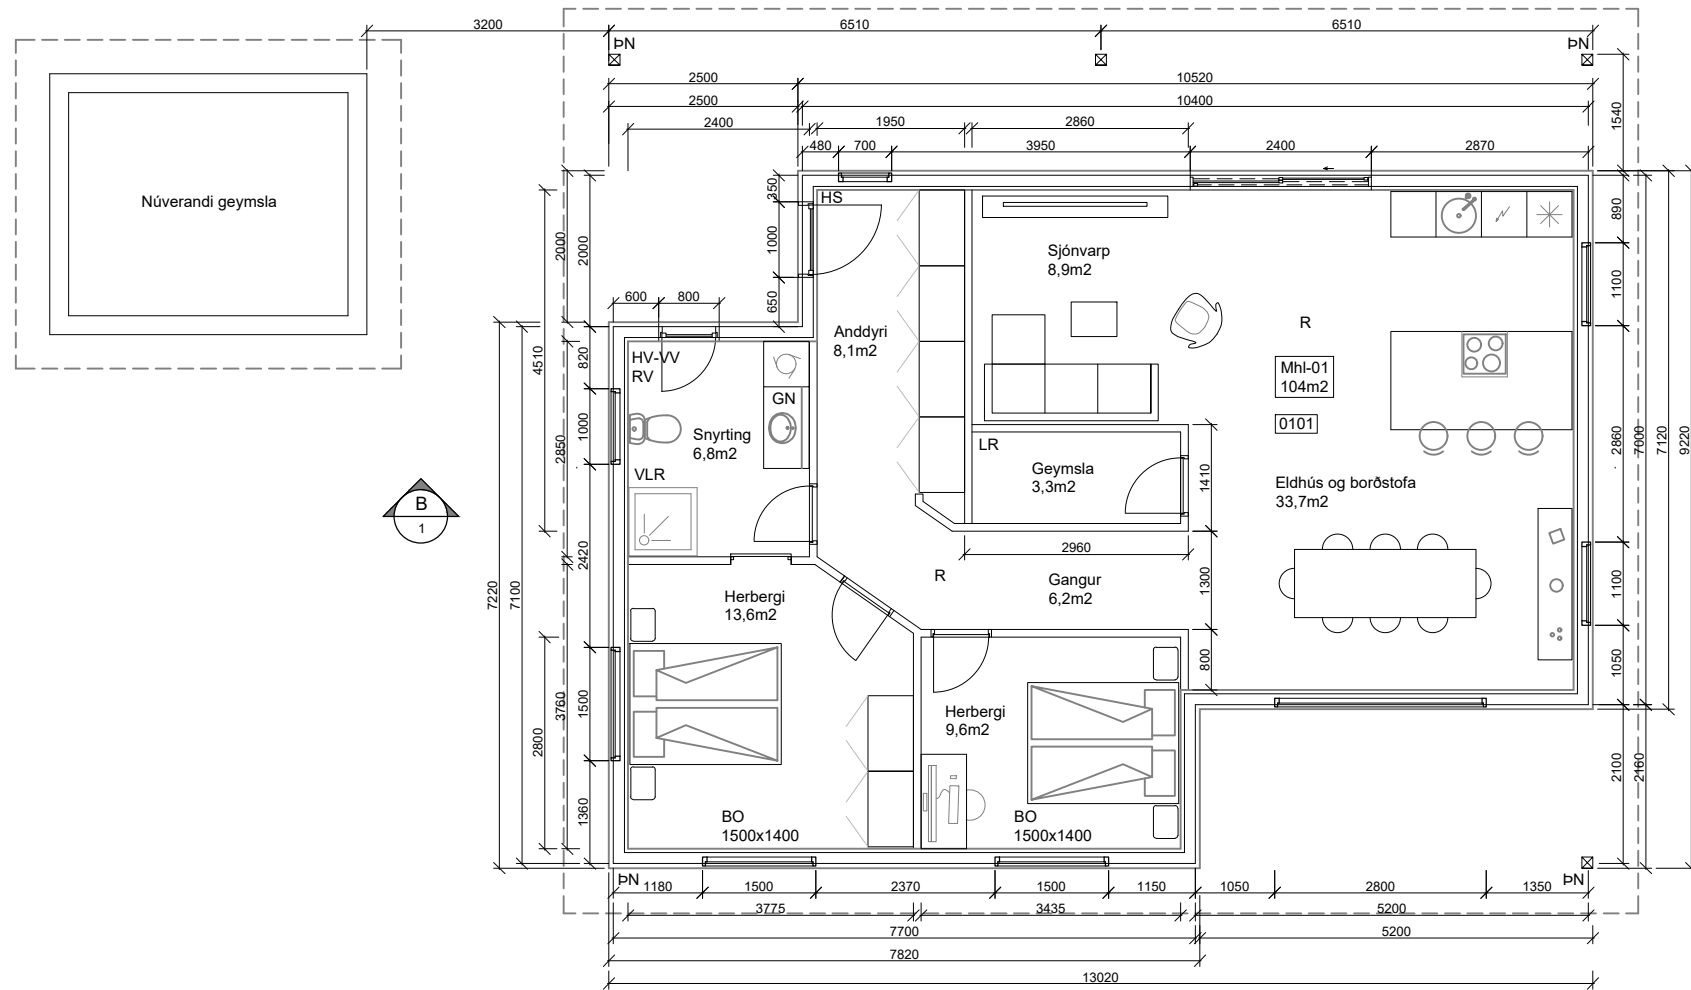 3200
6510
6510
ÞN
ÞN
2500
10520
2500
10400
2400
1950
2860
1540
480
700
3950
2400
2870
Núverandi geymsla
HS
350
1000
650
2000
2000
890
1100
Sjónvarp
8,9m2
600
800
R
Anddyri
8,1m2
HV-VV
RV
4510
820
Mhl-01
104m2
GN
0101
1000
2850
Snyrting
6,8m2
LR
Geymsla
3,3m2
1410
2860
7000
7120
9220
VLR
Eldhús og borðstofa
33,7m2
B
1
2420
2960
R
Gangur
6,2m2
1300
1100
7220
7100
Herbergi
13,6m2
800
1050
1500
3760
2800
Herbergi
9,6m2
2100
2160
1360
BO
1500x1400
BO
1500x1400
ÞN
ÞN
1180
1500
2370
1500
1150
1050
2800
1350
3775
3435
5200
7700
5200
7820
13020